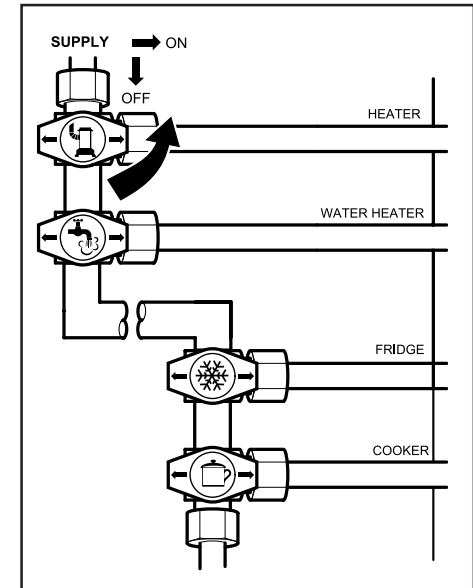 SUPPLY ON
OFF
HEATER
WATER HEATER
FRIDGE
COOKER